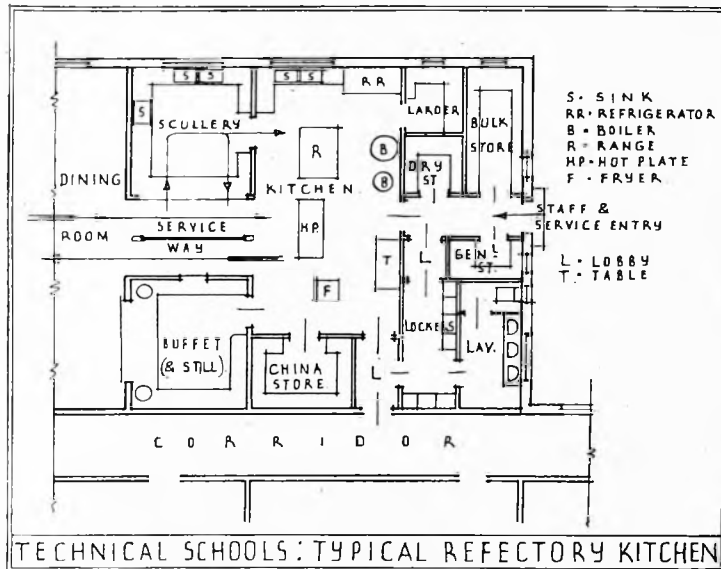 S S
S S
R R
S
SCULLERY
LARDER
BULK
STORE
S · SINK
RR · REFRIGERATOR
B · BOILER
R · RANGE
HP · HOT PLATE
F · FRYER
B
R
DRY
ST
B
DINING
KITCHEN
HP.
STAFF &
SERVICE ENTRY
SERVICE
ROOM
WAY
T
L
L
GEN.
ST.
L · LOBBY
T · TABLE
F
LOCKERS
LAV.
BUFFET
(& STILL)
CHINA
STORE.
L
CORRIDOR
TECHNICAL SCHOOLS: TYPICAL REFECTORY KITCHEN